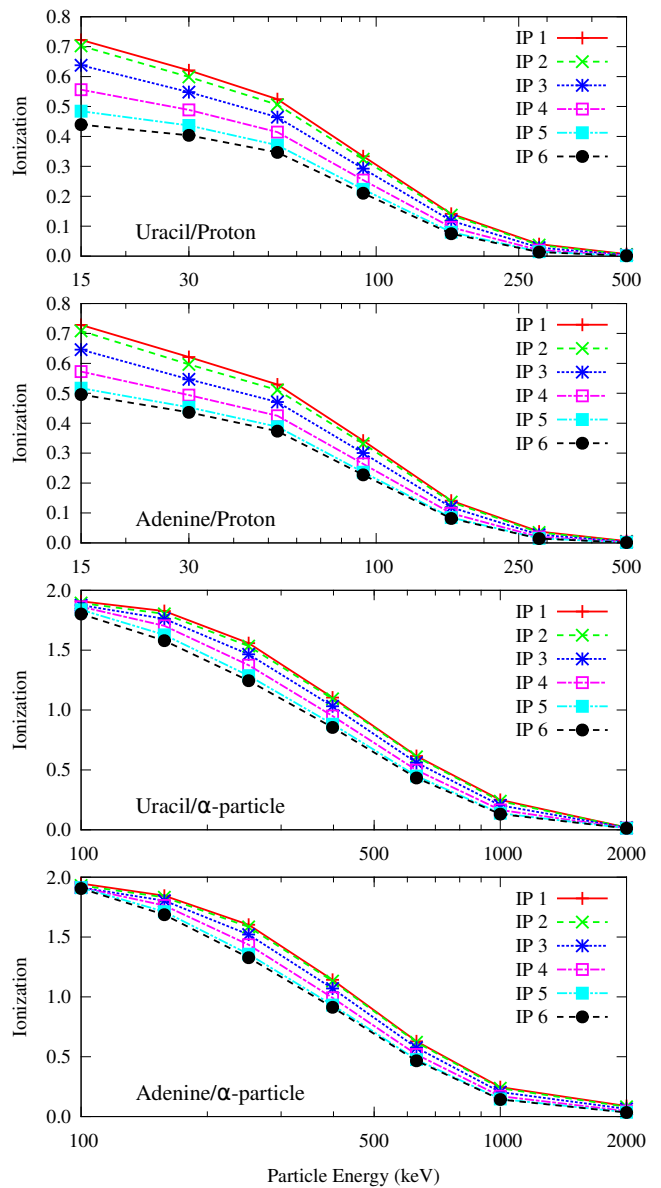 0.8
0.7
0.6
0.5
0.4
0.3
0.2
0.1
0.0
Ionization
IP 1
IP 2
IP 3
IP 4
IP 5
IP 6
Uracil/Proton
15 30 100 250 500
0.8
0.7
0.6
0.5
0.4
0.3
0.2
0.1
0.0
Ionization
IP 1
IP 2
IP 3
IP 4
IP 5
IP 6
Adenine/Proton
15 30 100 250 500
2.0
1.5
1.0
0.5
0.0
Ionization
IP 1
IP 2
IP 3
IP 4
IP 5
IP 6
Uracil/α-particle
100 500 1000 2000
2.0
1.5
1.0
0.5
0.0
Ionization
IP 1
IP 2
IP 3
IP 4
IP 5
IP 6
Adenine/α-particle
100 500 1000 2000
Particle Energy (keV)